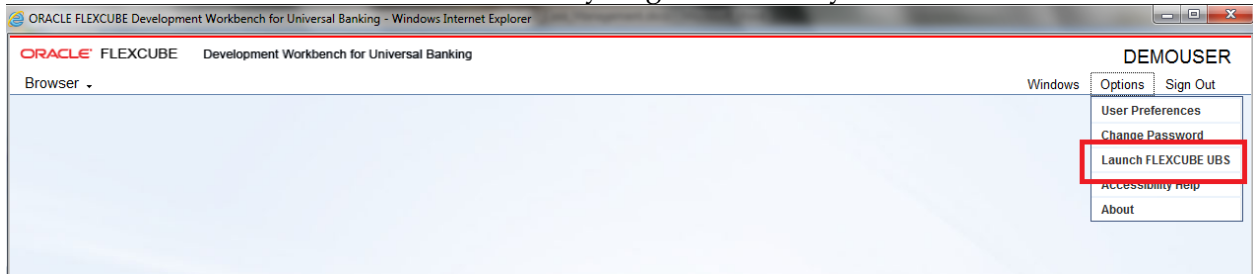 ORACLE FLEXCUBE Development Workbench for Universal Banking - Windows Internet Explorer
ORACLE FLEXCUBE Development Workbench for Universal Banking DEMOUSER
Browser Windows Options Sign Out
User Preferences
Change Password
Launch FLEXCUBE UBS
Accessibility Help
About